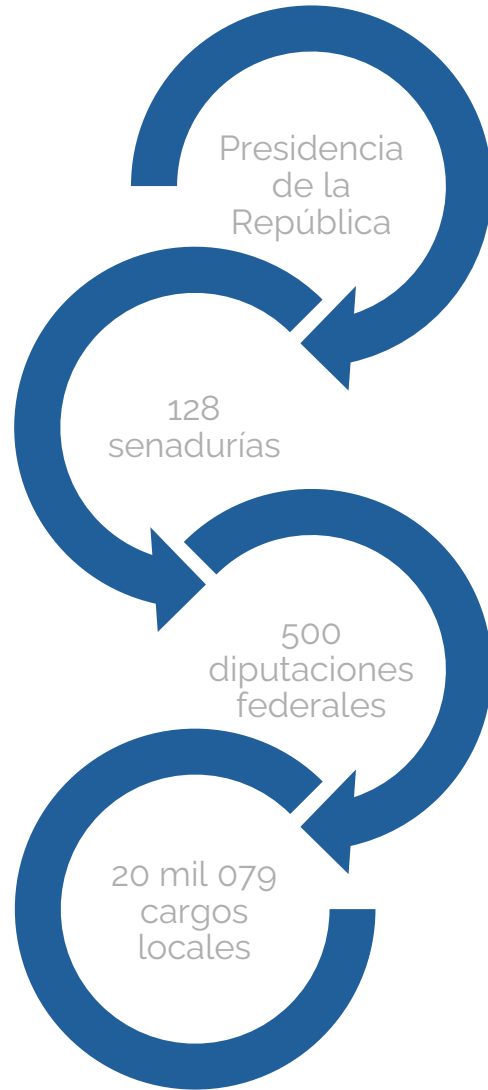 Presidencia
de la
República
128
senadurías
500
diputaciones
federales
20 mil 079
cargos
locales